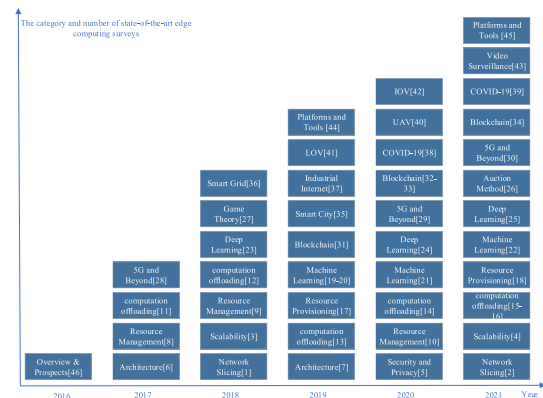 The category and number of state-of-the-art edge
computing surveys
Platforms and
Tools [45]
Video
Surveillance[43]
IOV[42]
COVID-19[39]
Platforms and
Tools [44]
UAV[40]
Blockchain[34]
LOV[41]
COVID-19[38]
5G and
Beyond[30]
Smart Grid[36]
Industrial
Internet[37]
Blockchain[32-
33]
Auction
Method[26]
Game
Theory[27]
Smart City[35]
5G and
Beyond[29]
Deep
Learning[25]
Deep
Learning[23]
Blockchain[31]
Deep
Learning[24]
Machine
Learning[22]
5G and
Beyond[28]
computation
offloading[12]
Machine
Learning[19-20]
Machine
Learning[21]
Resource
Provisioning[18]
computation
offloading[11]
Resource
Management[9]
Resource
Provisioning[17]
computation
offloading[14]
computation
offloading[15-
16]
Resource
Management[8]
Scalability[3]
computation
offloading[13]
Resource
Management[10]
Scalability[4]
Overview &
Prospects[46]
Architecture[6]
Network
Slicing[1]
Architecture[7]
Security and
Privacy[5]
Network
Slicing[2]
2016
2017
2018
2019
2020
2021
Year